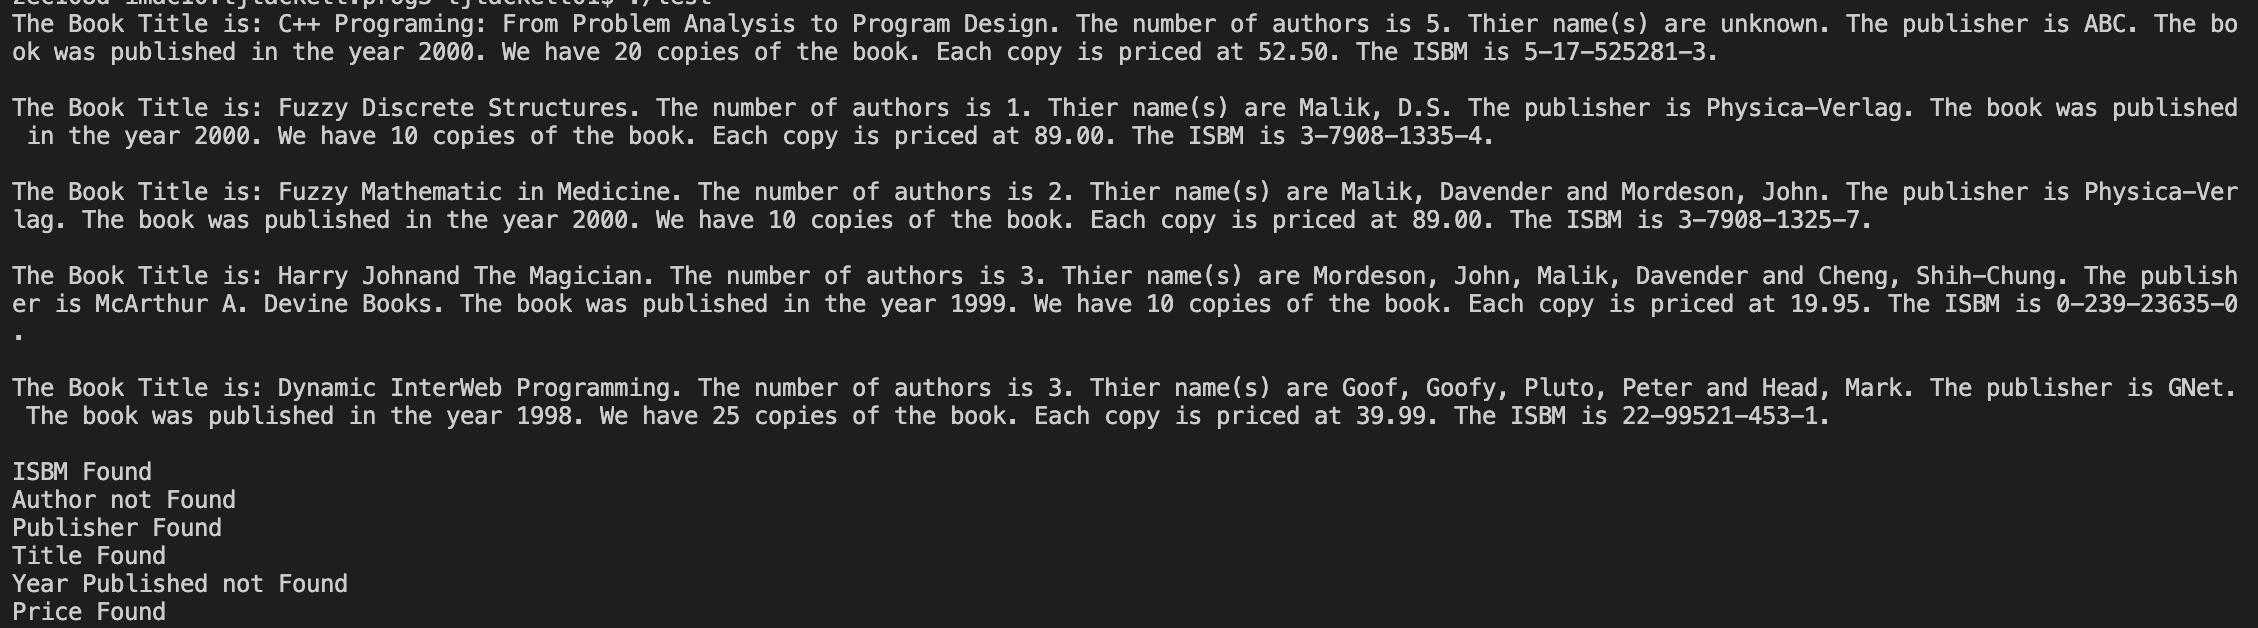 The Book Title is: C++ Programing: From Problem Analysis to Program Design. The number of authors is 5. Thier name(s) are unknown. The publisher is ABC. The bo
ok was published in the year 2000. We have 20 copies of the book. Each copy is priced at 52.50. The ISBM is 5-17-525281-3.
The Book Title is: Fuzzy Discrete Structures. The number of authors is 1. Thier name(s) are Malik, D.S. The publisher is Physica-Verlag. The book was published
in the year 2000. We have 10 copies of the book. Each copy is priced at 89.00. The ISBM is 3-7908-1335-4.
The Book Title is: Fuzzy Mathematic in Medicine. The number of authors is 2. Thier name(s) are Malik, Davender and Mordeson, John. The publisher is Physica-Ver
lag. The book was published in the year 2000. We have 10 copies of the book. Each copy is priced at 89.00. The ISBM is 3-7908-1325-7.
The Book Title is: Harry Johnand The Magician. The number of authors is 3. Thier name(s) are Mordeson, John, Malik, Davender and Cheng, Shih-Chung. The publish
er is McArthur A. Devine Books. The book was published in the year 1999. We have 10 copies of the book. Each copy is priced at 19.95. The ISBM is 0-239-23635-0
.
The Book Title is: Dynamic InterWeb Programming. The number of authors is 3. Thier name(s) are Goof, Goofy, Pluto, Peter and Head, Mark. The publisher is GNet.
The book was published in the year 1998. We have 25 copies of the book. Each copy is priced at 39.99. The ISBM is 22-99521-453-1.
ISBM Found
Author not Found
Publisher Found
Title Found
Year Published not Found
Price Found